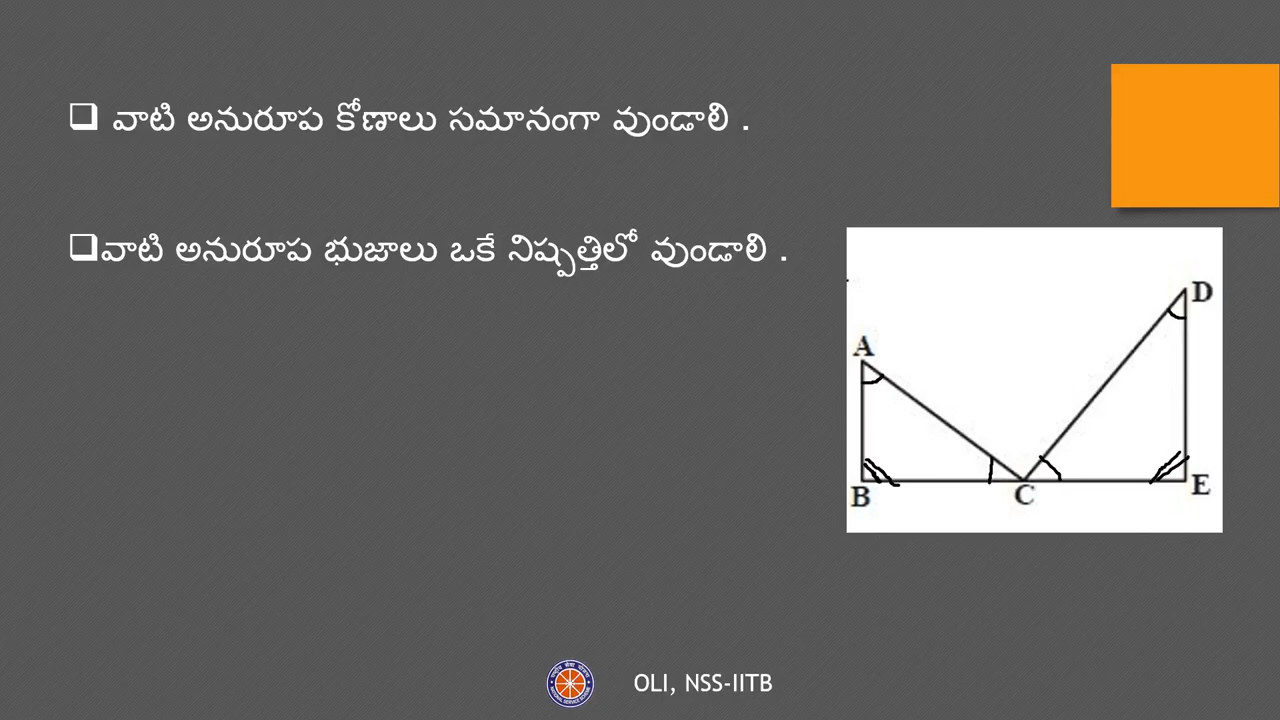 వాటి అనురూప కోణాలు సమానంగా వుండాలి .
వాటి అనురూప భుజాలు ఒకే నిష్పత్తిలో వుండాలి .
D
A
B
C
E
OLI, NSS-IITB